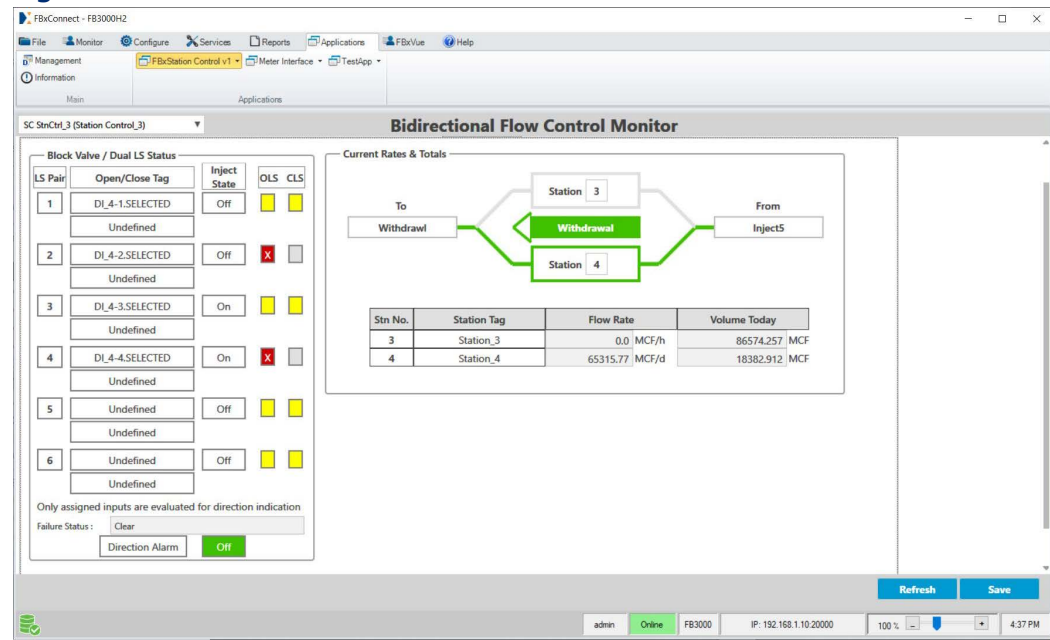 FBxConnect - FB3000H2
File Monitor Configure Services Reports Applications FBxVue Help
Management FBxStation Control v1 Meter Interface TestApp
Information
Main Applications
SC StnCtrl_3 (Station Control_3) Bidirectional Flow Control Monitor
Block Valve / Dual LS Status
LS Pair Open/Close Tag Inject State OLS CLS
1 DI_4-1.SELECTED Off
Undefined
2 DI_4-2.SELECTED Off X
Undefined
3 DI_4-3.SELECTED On
Undefined
4 DI_4-4.SELECTED On X
Undefined
5 Undefined Off
Undefined
6 Undefined Off
Undefined
Only assigned inputs are evaluated for direction indication
Failure Status : Clear
Direction Alarm Off
Current Rates & Totals
Station 3
To From
Withdrawl Withdrawal Inject5
Station 4
Stn No. Station Tag Flow Rate Volume Today
3 Station_3 0.0 MCF/h 86574.257 MCF
4 Station_4 65315.77 MCF/d 18382.912 MCF
Refresh Save
admin Online FB3000 IP: 192.168.1.10:20000 100 % - + 4:37 PM